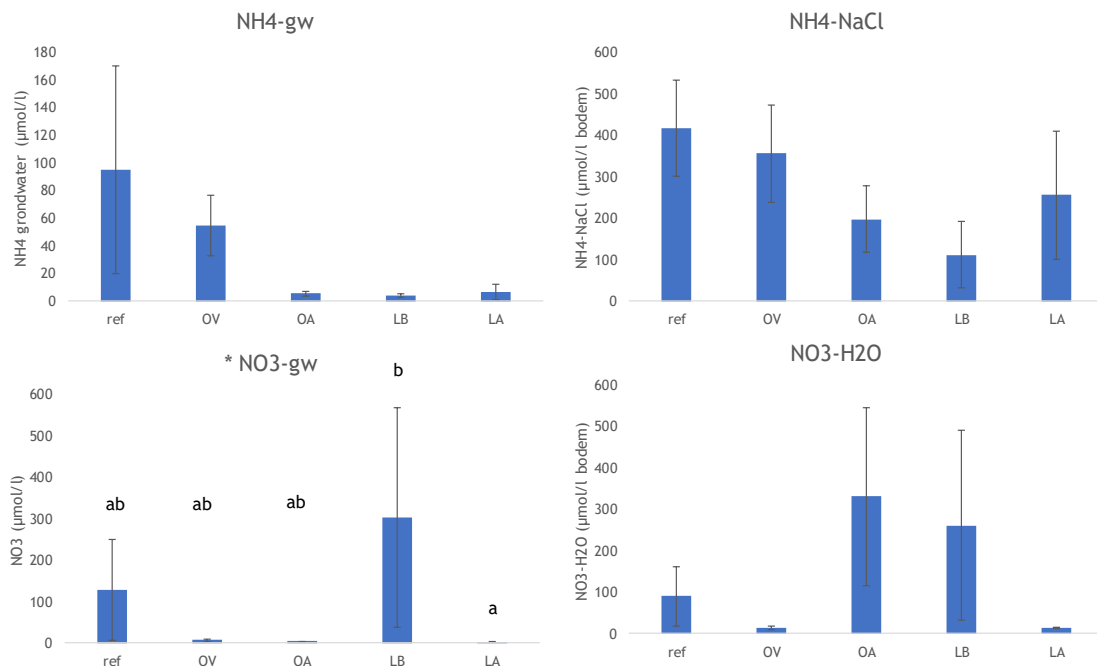 NH4-gw
NH4 grondwater (µmol/l)
180
160
140
120
100
80
60
40
20
0
ref OV OA LB LA
NH4-NaCl
NH4-NaCl (µmol/l bodem)
600
500
400
300
200
100
0
ref OV OA LB LA
* NO3-gw
NO3 (µmol/l)
600
500
400
300
200
100
0
ab ab ab b a
ref OV OA LB LA
NO3-H2O
NO3-H2O (µmol/l bodem)
600
500
400
300
200
100
0
ref OV OA LB LA